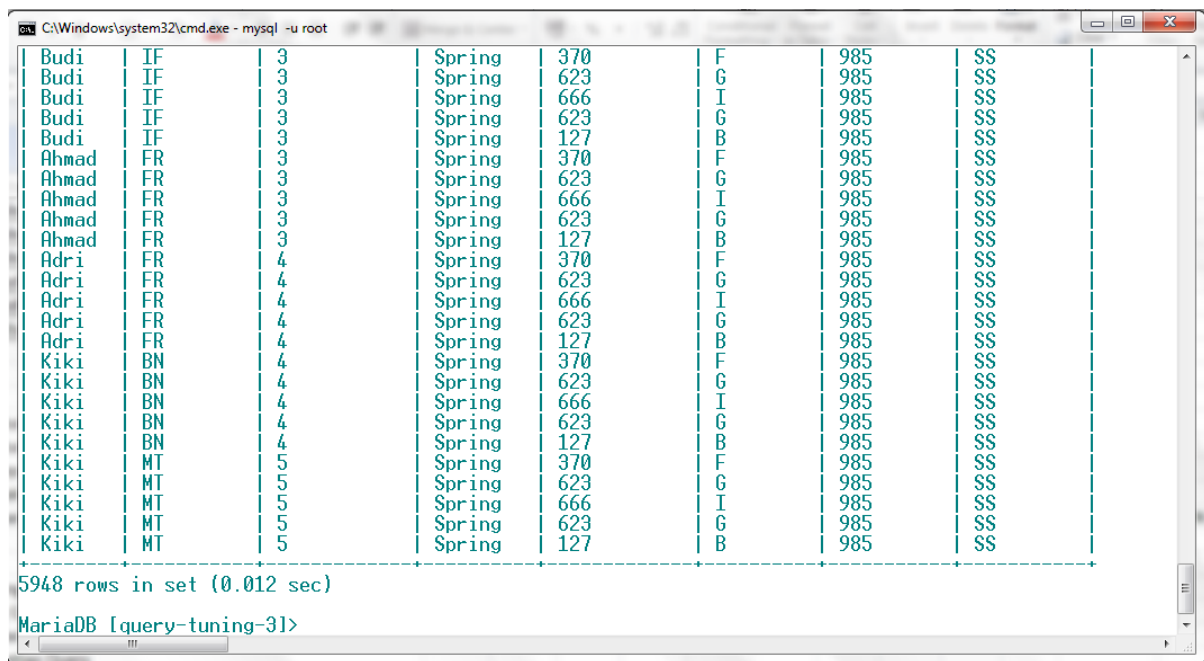 C:\Windows\system32\cmd.exe - mysql -u root
| Budi | IF | 3 | Spring | 370 | F | 985 | SS |
| Budi | IF | 3 | Spring | 623 | G | 985 | SS |
| Budi | IF | 3 | Spring | 666 | I | 985 | SS |
| Budi | IF | 3 | Spring | 623 | G | 985 | SS |
| Budi | IF | 3 | Spring | 127 | B | 985 | SS |
| Ahmad | FR | 3 | Spring | 370 | F | 985 | SS |
| Ahmad | FR | 3 | Spring | 623 | G | 985 | SS |
| Ahmad | FR | 3 | Spring | 666 | I | 985 | SS |
| Ahmad | FR | 3 | Spring | 623 | G | 985 | SS |
| Ahmad | FR | 3 | Spring | 127 | B | 985 | SS |
| Adri | FR | 4 | Spring | 370 | F | 985 | SS |
| Adri | FR | 4 | Spring | 623 | G | 985 | SS |
| Adri | FR | 4 | Spring | 666 | I | 985 | SS |
| Adri | FR | 4 | Spring | 623 | G | 985 | SS |
| Adri | FR | 4 | Spring | 127 | B | 985 | SS |
| Kiki | BN | 4 | Spring | 370 | F | 985 | SS |
| Kiki | BN | 4 | Spring | 623 | G | 985 | SS |
| Kiki | BN | 4 | Spring | 666 | I | 985 | SS |
| Kiki | BN | 4 | Spring | 623 | G | 985 | SS |
| Kiki | BN | 4 | Spring | 127 | B | 985 | SS |
| Kiki | MT | 5 | Spring | 370 | F | 985 | SS |
| Kiki | MT | 5 | Spring | 623 | G | 985 | SS |
| Kiki | MT | 5 | Spring | 666 | I | 985 | SS |
| Kiki | MT | 5 | Spring | 623 | G | 985 | SS |
| Kiki | MT | 5 | Spring | 127 | B | 985 | SS |
5948 rows in set (0.012 sec)
MariaDB [query-tuning-3]>